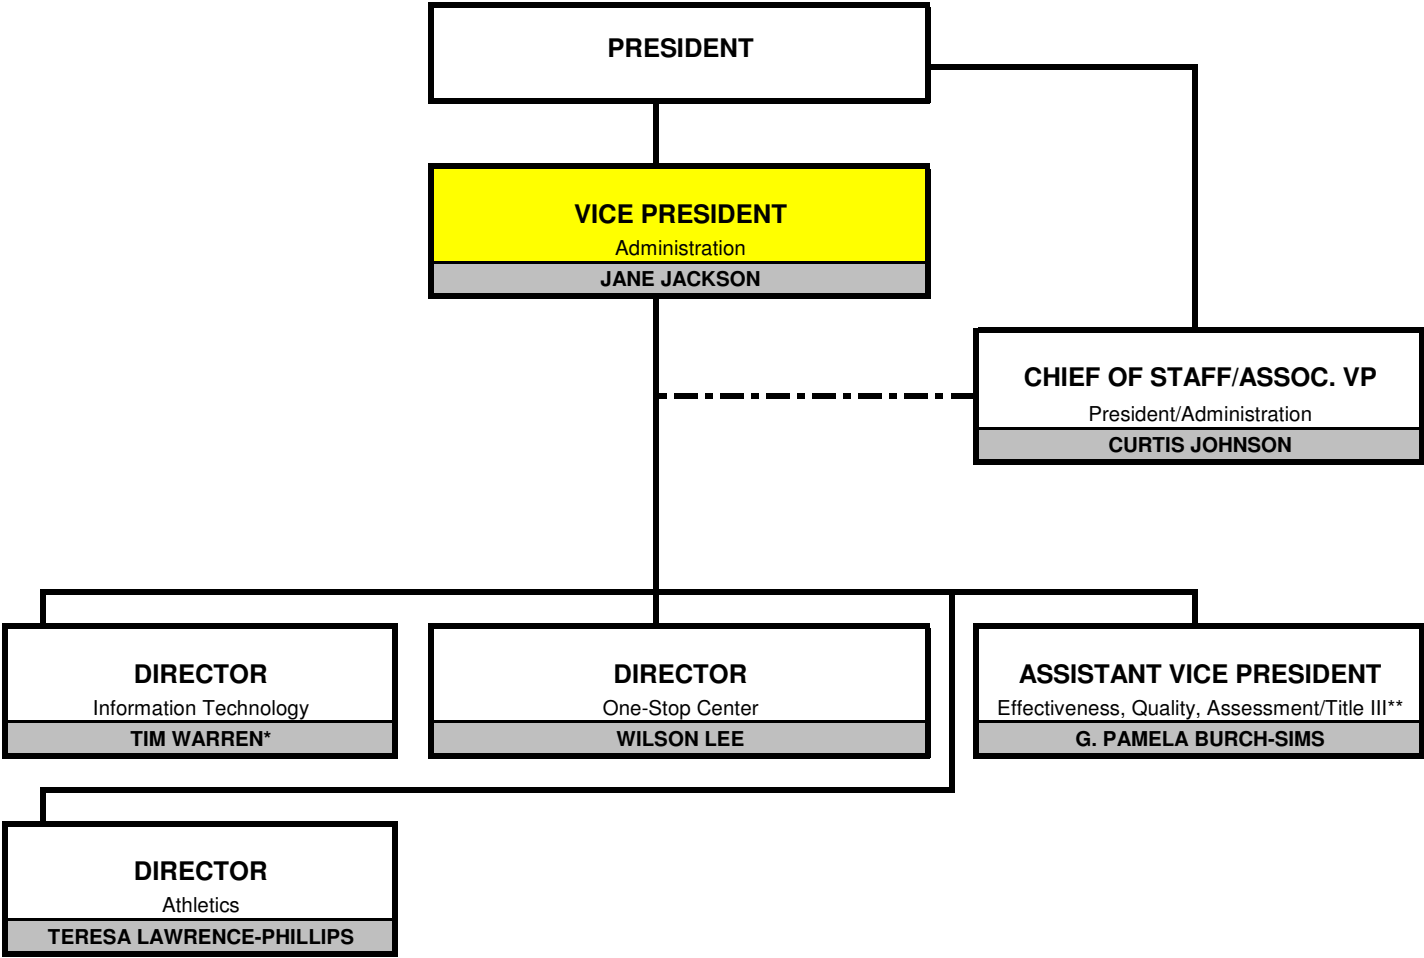 PRESIDENT
VICE PRESIDENT
Administration
JANE JACKSON
CHIEF OF STAFF/ASSOC. VP
President/Administration
CURTIS JOHNSON
DIRECTOR
Information Technology
TIM WARREN*
DIRECTOR
One-Stop Center
WILSON LEE
ASSISTANT VICE PRESIDENT
Effectiveness, Quality, Assessment/Title III**
G. PAMELA BURCH-SIMS
DIRECTOR
Athletics
TERESA LAWRENCE-PHILLIPS